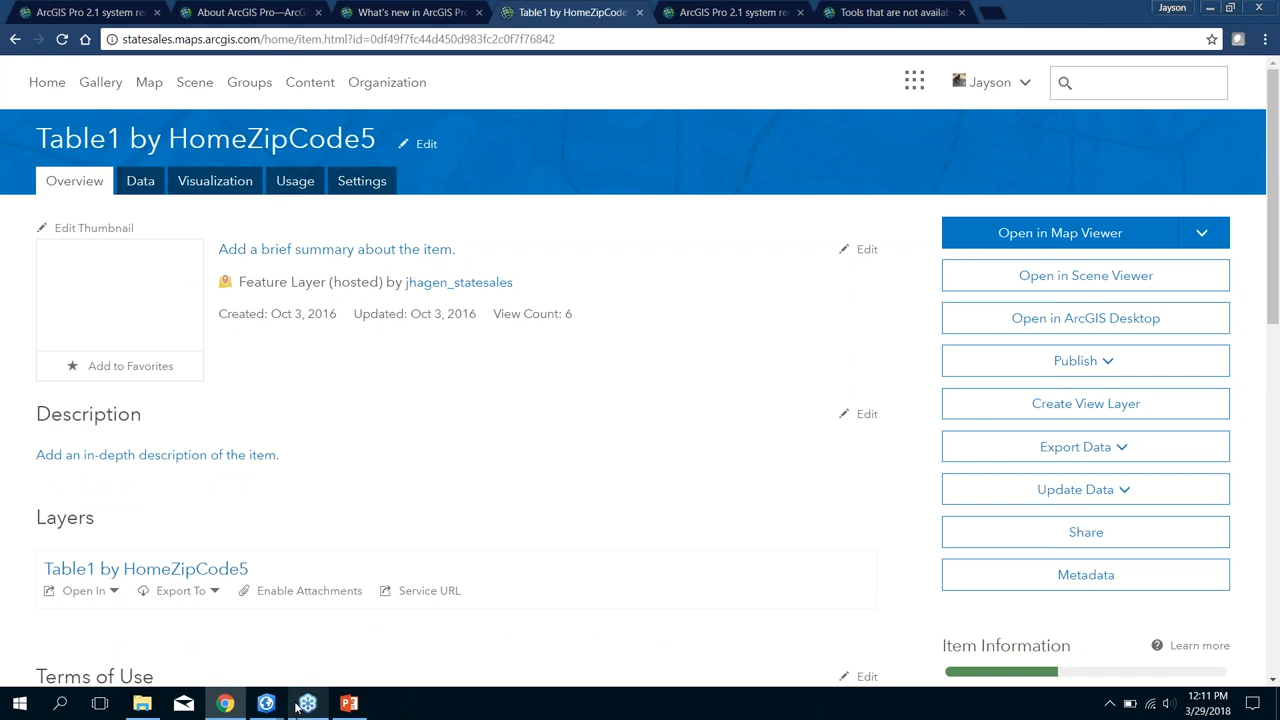 ArcGIS Pro 2.1 system rec
About ArcGIS Pro—ArcG
What's new in ArcGIS Pr
Table1 by HomeZipCode5
ArcGIS Pro 2.1 system re
Tools that are not availab
Jayson
statesales.maps.arcgis.com/home/item.html?id=0df49f7fc44d450d983fc2c0f7f76842
Home Gallery Map Scene Groups Content Organization
Jayson
Table1 by HomeZipCode5
Edit
Overview Data Visualization Usage Settings
Edit Thumbnail
Add to Favorites
Add a brief summary about the item.
Edit
Feature Layer (hosted) by jhagen_statesales
Created: Oct 3, 2016 Updated: Oct 3, 2016 View Count: 6
Description
Edit
Add an in-depth description of the item.
Layers
Table1 by HomeZipCode5
Open In Export To Enable Attachments Service URL
Terms of Use
Edit
Open in Map Viewer
Open in Scene Viewer
Open in ArcGIS Desktop
Publish
Create View Layer
Export Data
Update Data
Share
Metadata
Item Information
Learn more
12:11 PM
3/29/2018